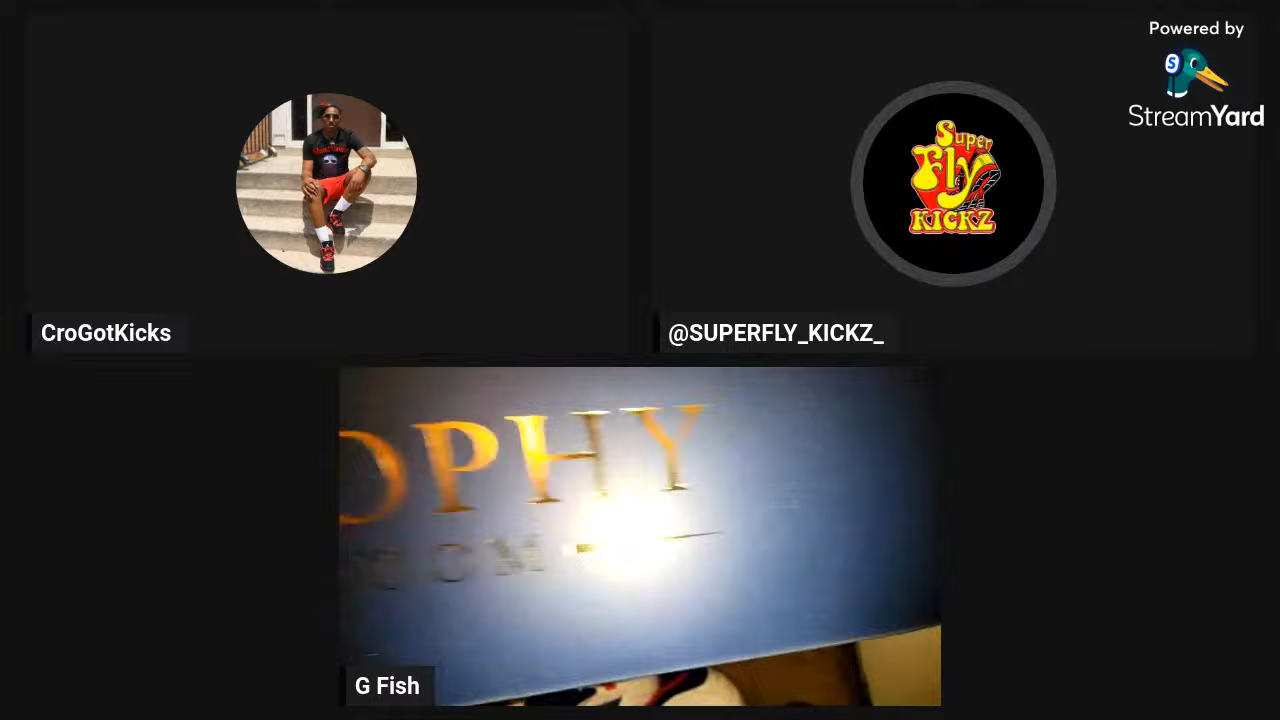 Powered by
StreamYard
Super
Fly
KICKZ
CroGotKicks
@SUPERFLY_KICKZ_
OPHY
G Fish